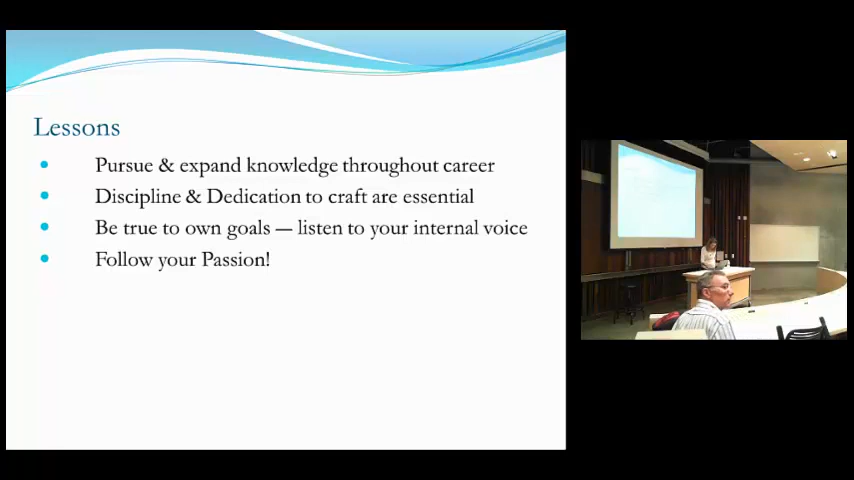 Lessons
Pursue & expand knowledge throughout career
Discipline & Dedication to craft are essential
Be true to own goals — listen to your internal voice
Follow your Passion!